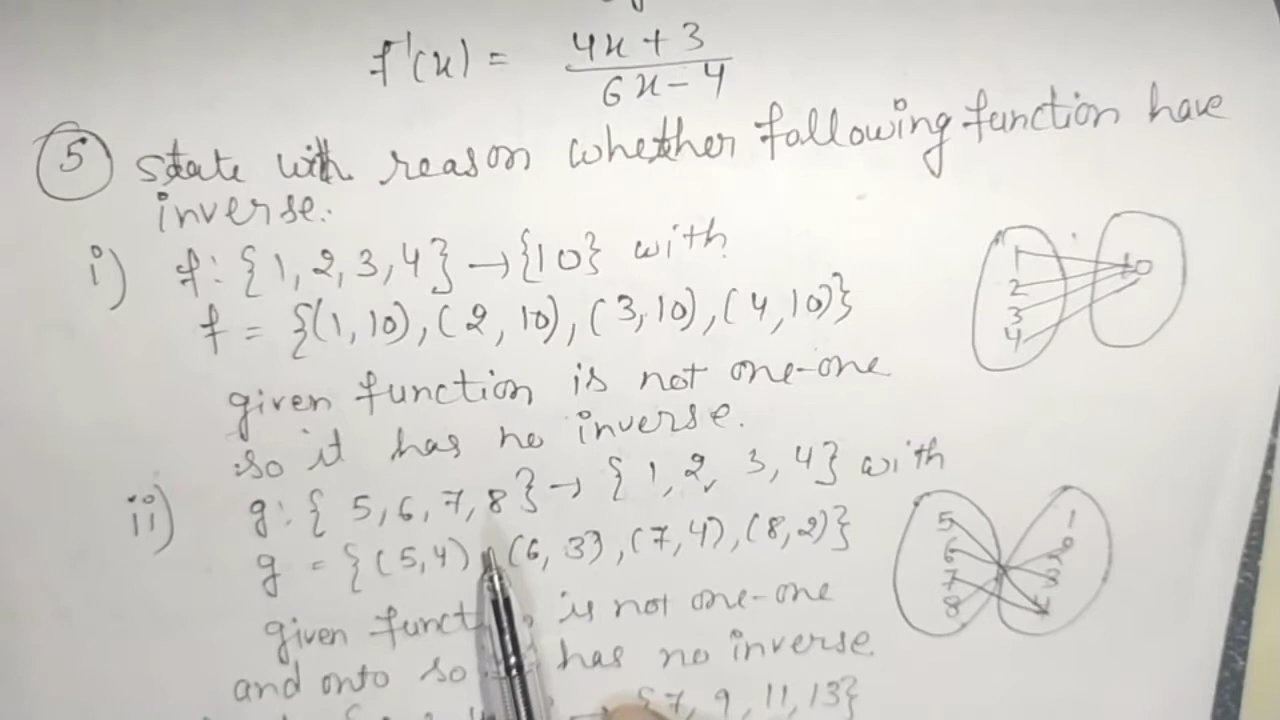 f'(x) = 4x + 3 / 6x - 4
5 state with reason whether following function have
inverse.
i) f: {1, 2, 3, 4} → {10} with
f = {(1, 10), (2, 10), (3, 10), (4, 10)}
1
2
3
4
10
given function is not one-one
so it has no inverse.
ii) g: { 5, 6, 7, 8 } → { 1, 2, 3, 4} with
g = {(5, 4), (6, 3), (7, 4), (8, 2)}
5
6
7
8
1
2
3
4
given funct is not one-one
and onto so has no inverse
{7, 9, 11, 13}